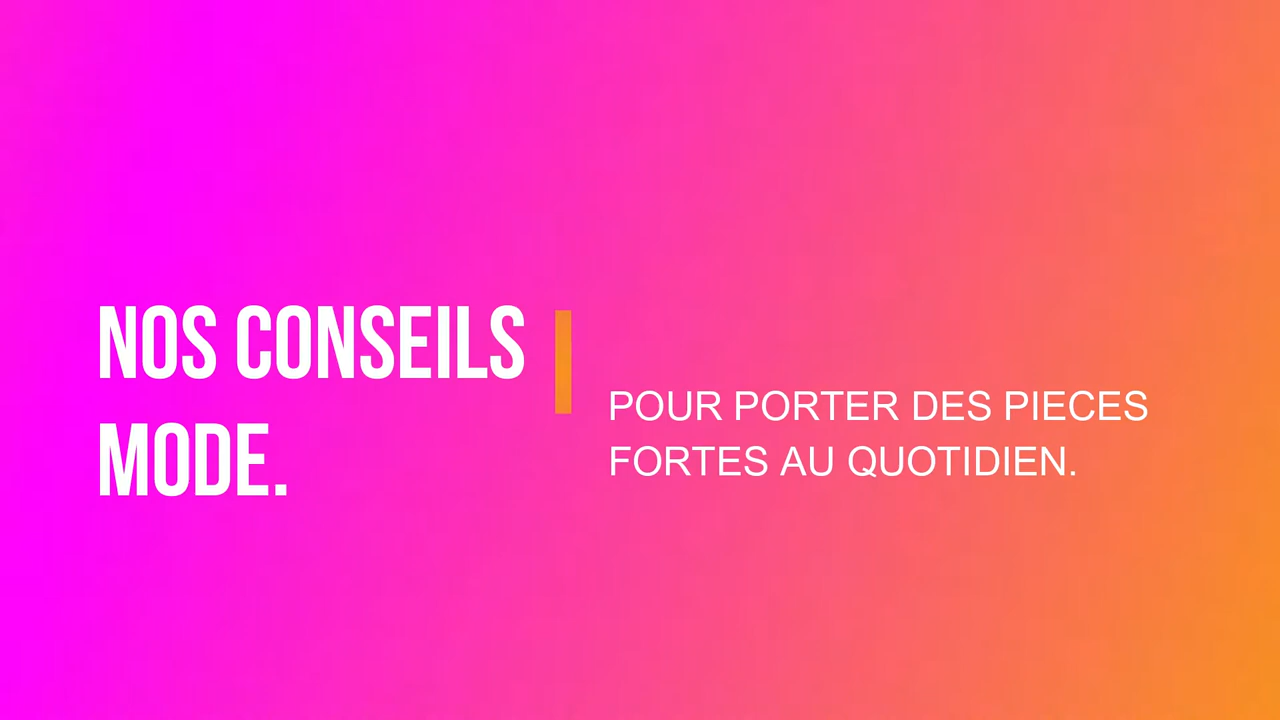 NOS CONSEILS
MODE.
POUR PORTER DES PIECES
FORTES AU QUOTIDIEN.